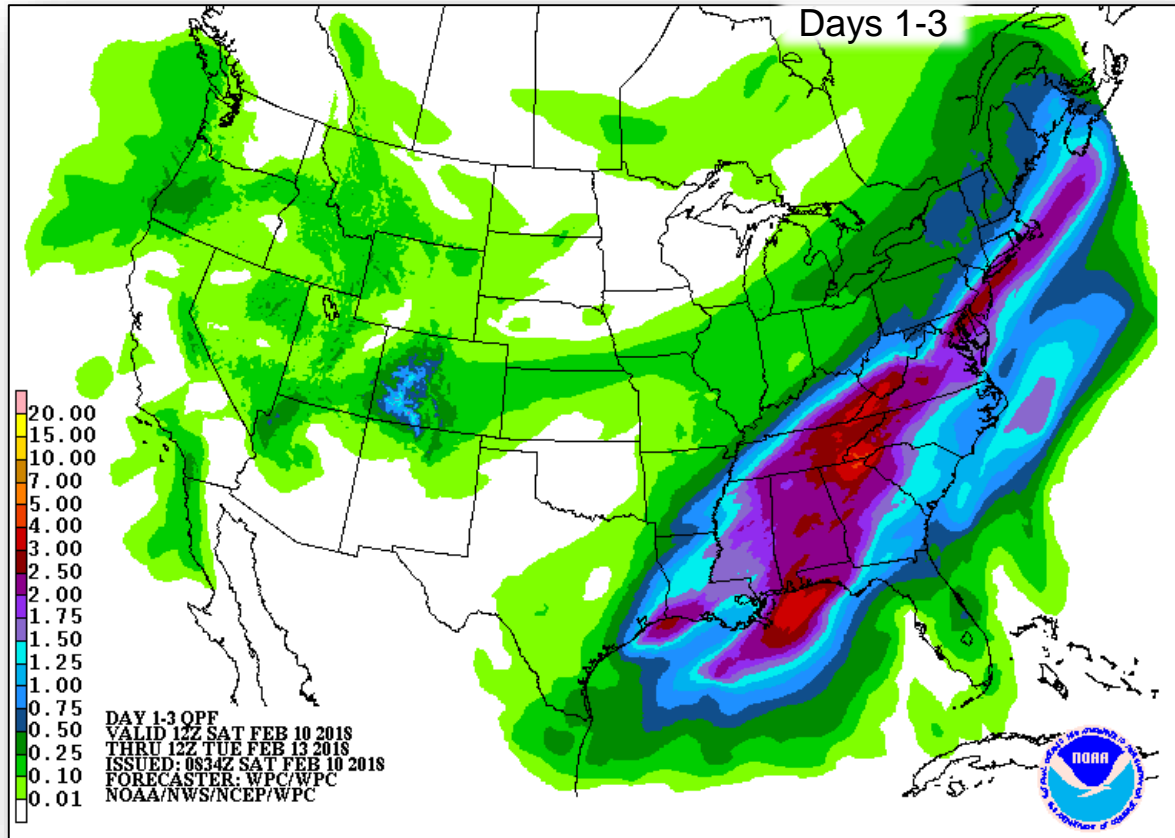 Days 1-3
20.00
15.00
10.00
7.00
5.00
4.00
3.00
2.50
2.00
1.75
1.50
1.25
1.00
0.75
0.50
0.25
0.10
0.01
DAY 1-3 QPF
VALID 12Z SAT FEB 10 2018
THRU 12Z TUE FEB 13 2018
ISSUED: 0834Z SAT FEB 10 2018
FORECASTER: WPC/WPC
NOAA/NWS/NCEP/WPC
NOAA